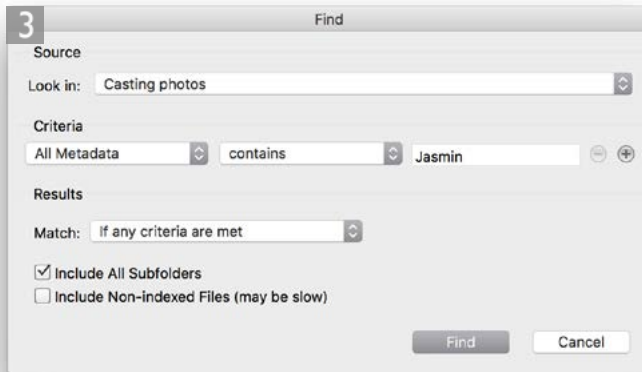 3
Find
Source
Look in: Casting photos
Criteria
All Metadata contains Jasmin
Results
Match: If any criteria are met
Include All Subfolders
Include Non-indexed Files (may be slow)
Find Cancel